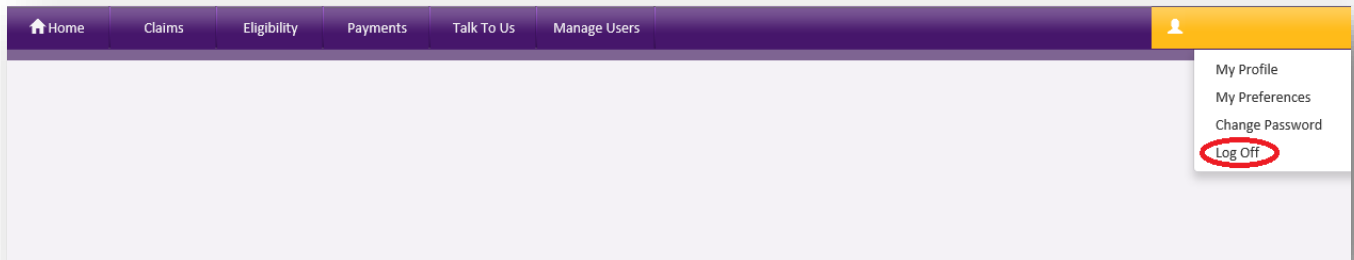 Home Claims Eligibility Payments Talk To Us Manage Users
My Profile
My Preferences
Change Password
Log Off